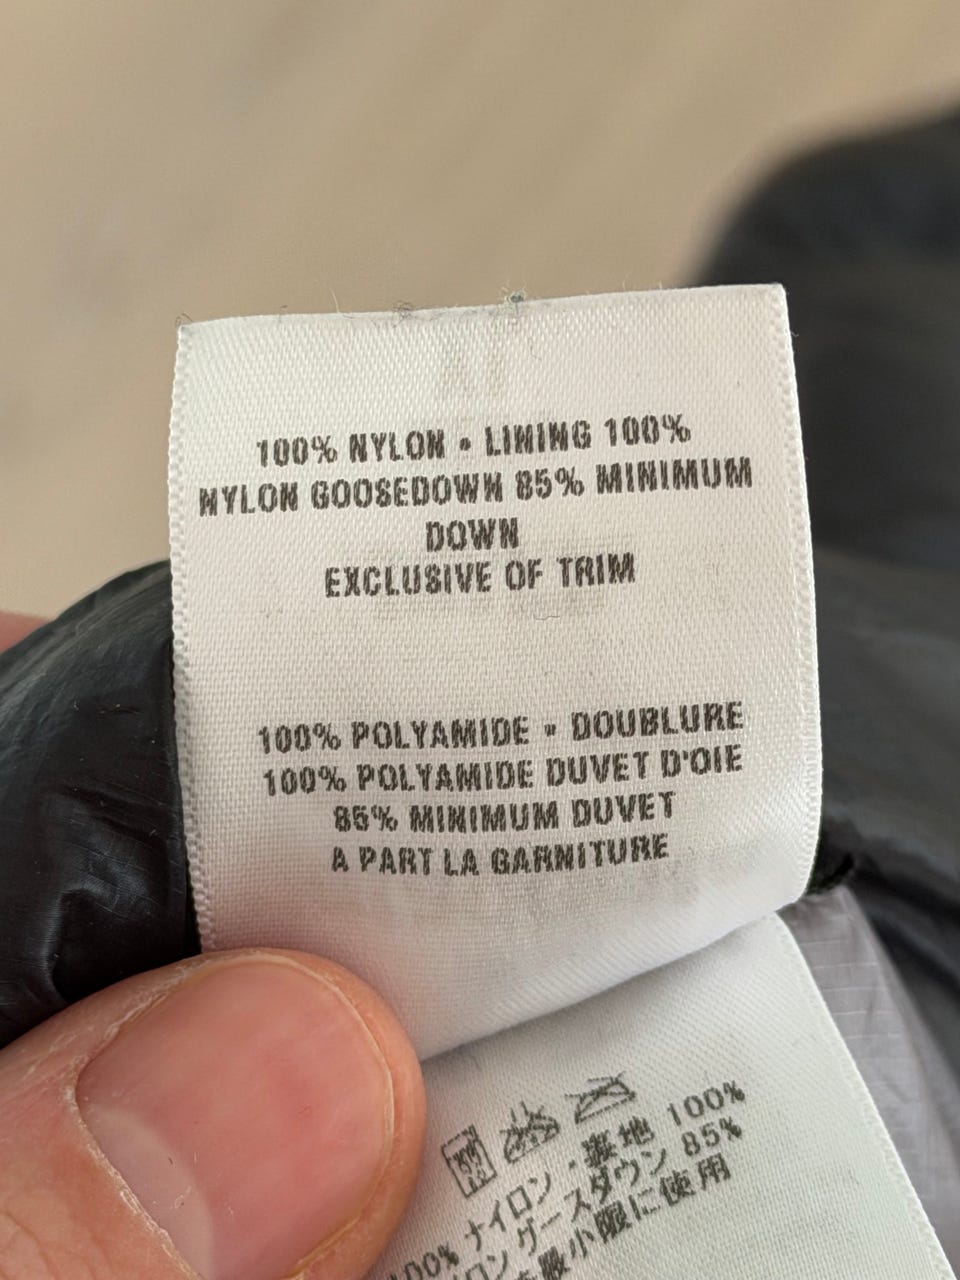 100% NYLON • LINING 100%
NYLON GOOSEDOWN 85% MINIMUM
DOWN
EXCLUSIVE OF TRIM
100% POLYAMIDE • DOUBLURE
100% POLYAMIDE DUVET D'OIE
85% MINIMUM DUVET
A PART LA GARNITURE
100% ナイロン・裏地 100%
グースダウン 85%
最小限に使用